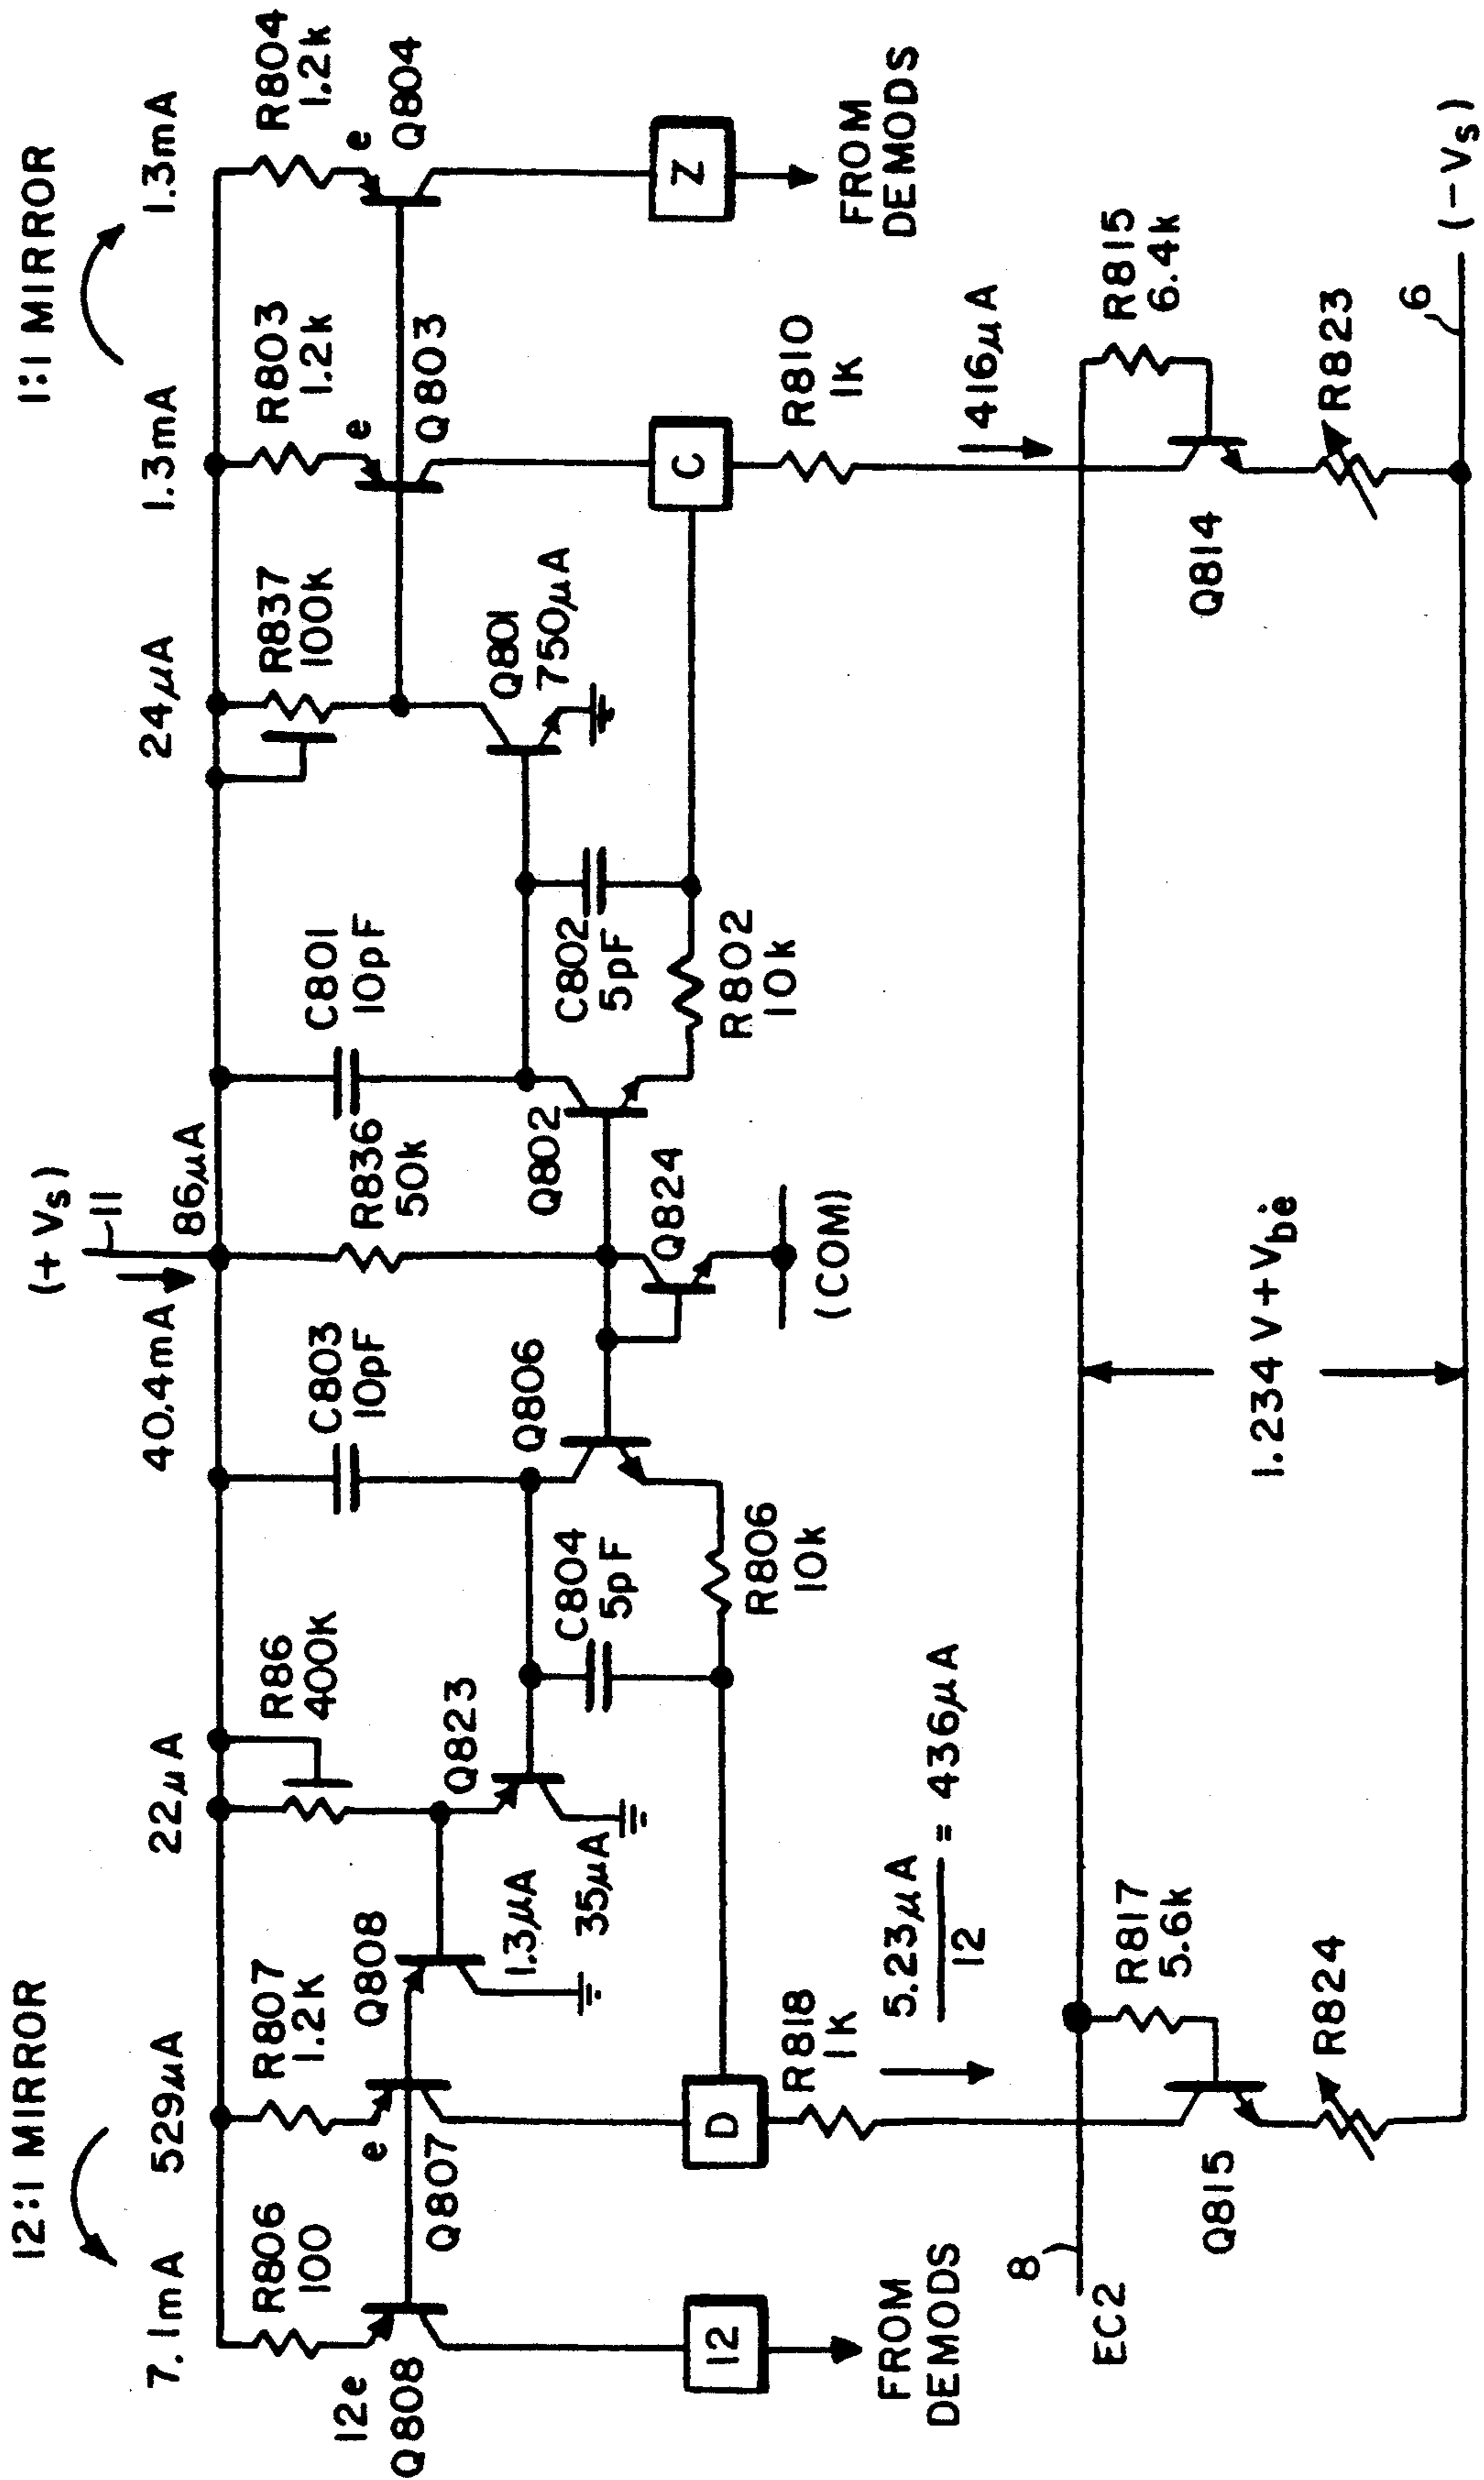 12:1 MIRROR
1:1 MIRROR
7.1mA
529μA
22μA
40.4mA
(+Vs)
11
86μA
24μA
1.3mA
1.3mA
R806
100
R807
1.2K
R86
400K
C803
10pF
R836
50k
C801
10pF
R837
100k
R803
1.2k
R804
1.2k
12e
Q808
e
Q807
Q808
1.3μA
Q823
35μA
Q806
Q824
Q802
Q801
750μA
e
Q803
e
Q804
C804
5pF
C802
5pF
R806
10k
R802
10k
(COM)
12
D
C
Z
FROM
DEMODS
FROM
DEMODS
R818
1K
5.23μA
12
= 436μA
R810
1K
416μA
8
EC2
R817
5.6k
Q815
R824
1.234 V+Vbe
R815
6.4k
Q814
R823
6
(-Vs)